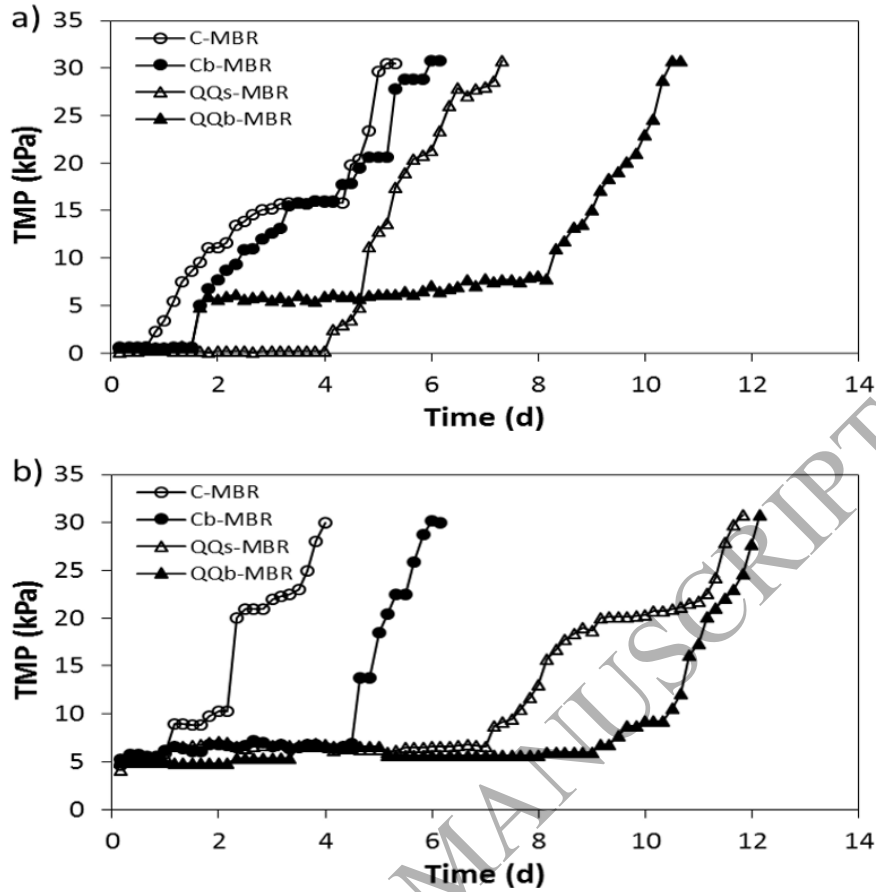 a)
35
30
25
20
15
10
5
0
TMP (kPa)
C-MBR
Cb-MBR
QQs-MBR
QQb-MBR
0 2 4 6 8 10 12 14
Time (d)
b)
35
30
25
20
15
10
5
0
TMP (kPa)
C-MBR
Cb-MBR
QQs-MBR
QQb-MBR
0 2 4 6 8 10 12 14
Time (d)
MANUSCRIPT